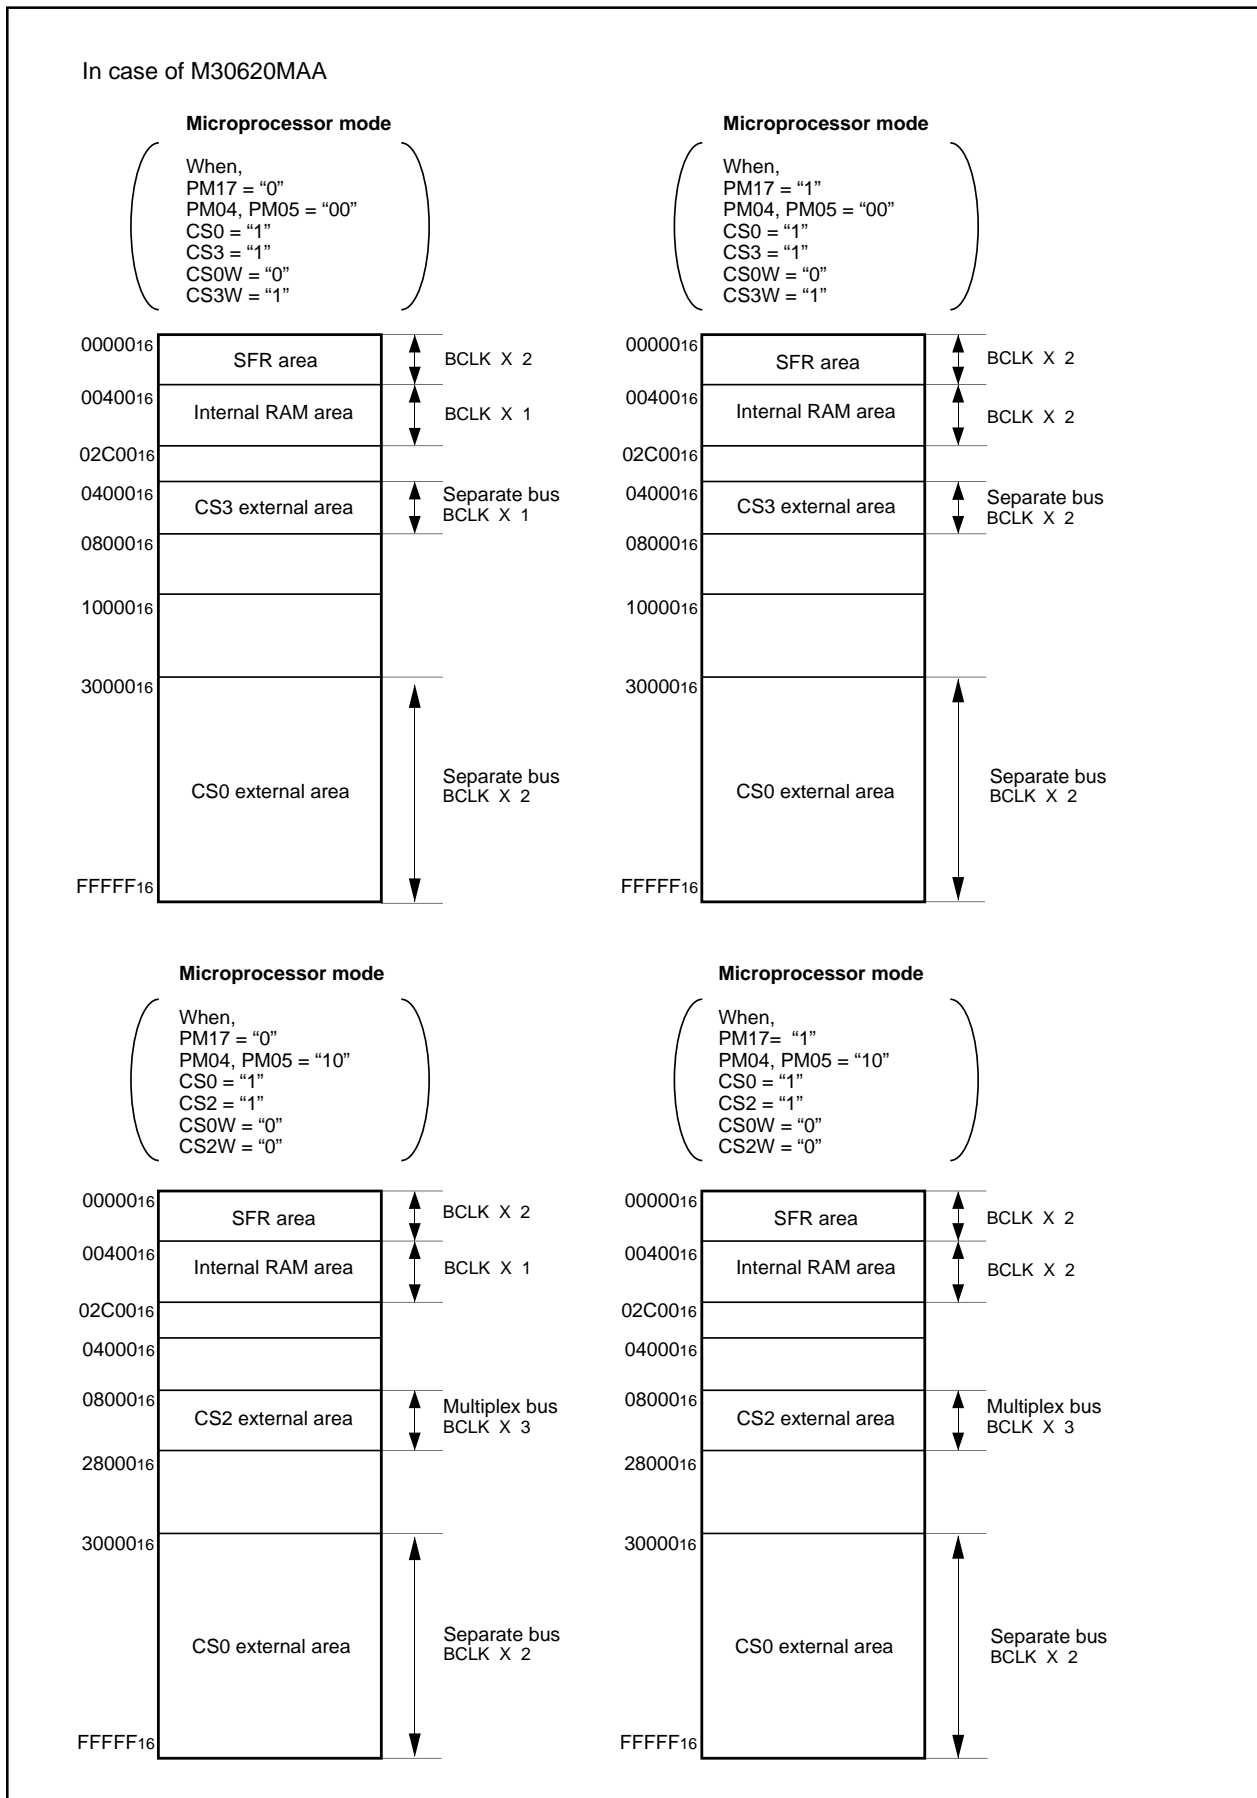 In case of M30620MAA
Microprocessor mode
When,
PM17 = “0”
PM04, PM05 = “00”
CS0 = “1”
CS3 = “1”
CS0W = “0”
CS3W = “1”
0000016
SFR area
BCLK X 2
0040016
Internal RAM area
BCLK X 1
02C0016
0400016
CS3 external area
Separate bus
BCLK X 1
0800016
1000016
3000016
CS0 external area
Separate bus
BCLK X 2
FFFFF16
Microprocessor mode
When,
PM17 = “1”
PM04, PM05 = “00”
CS0 = “1”
CS3 = “1”
CS0W = “0”
CS3W = “1”
0000016
SFR area
BCLK X 2
0040016
Internal RAM area
BCLK X 2
02C0016
0400016
CS3 external area
Separate bus
BCLK X 2
0800016
1000016
3000016
CS0 external area
Separate bus
BCLK X 2
FFFFF16
Microprocessor mode
When,
PM17 = “0”
PM04, PM05 = “10”
CS0 = “1”
CS2 = “1”
CS0W = “0”
CS2W = “0”
0000016
SFR area
BCLK X 2
0040016
Internal RAM area
BCLK X 1
02C0016
0400016
0800016
CS2 external area
Multiplex bus
BCLK X 3
2800016
3000016
CS0 external area
Separate bus
BCLK X 2
FFFFF16
Microprocessor mode
When,
PM17= “1”
PM04, PM05 = “10”
CS0 = “1”
CS2 = “1”
CS0W = “0”
CS2W = “0”
0000016
SFR area
BCLK X 2
0040016
Internal RAM area
BCLK X 2
02C0016
0400016
0800016
CS2 external area
Multiplex bus
BCLK X 3
2800016
3000016
CS0 external area
Separate bus
BCLK X 2
FFFFF16